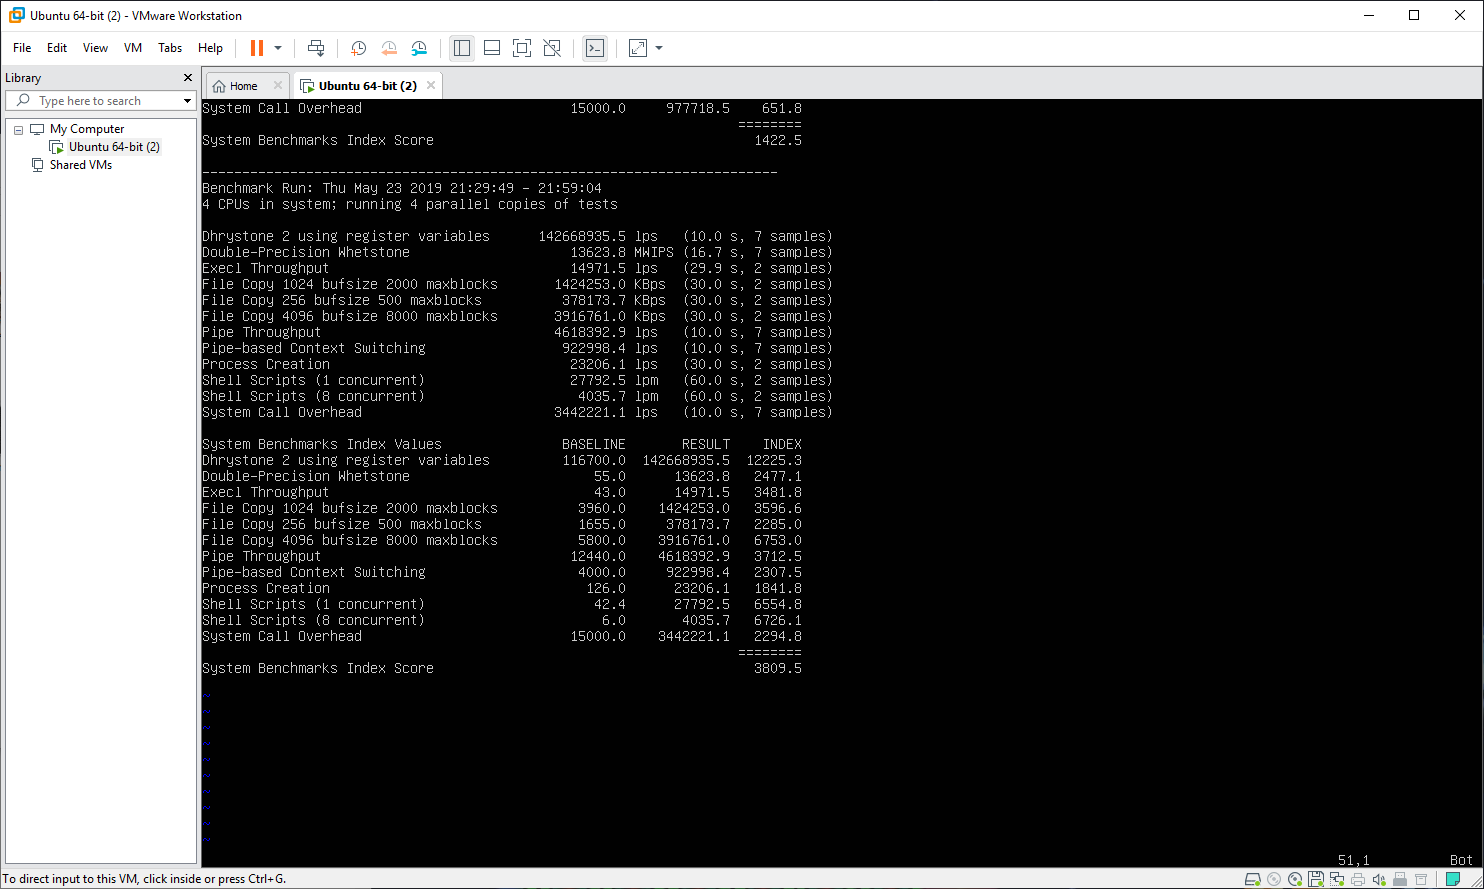 Ubuntu 64-bit (2) - VMware Workstation
File Edit View VM Tabs Help
Library
Type here to search
My Computer
Ubuntu 64-bit (2)
Shared VMs
Home
Ubuntu 64-bit (2)
System Call Overhead 15000.0 977718.5 651.8
========
System Benchmarks Index Score 1422.5
------------------------------------------------------------------------
Benchmark Run: Thu May 23 2019 21:29:49 - 21:59:04
4 CPUs in system; running 4 parallel copies of tests
Dhrystone 2 using register variables 142668935.5 lps (10.0 s, 7 samples)
Double-Precision Whetstone 13623.8 MWIPS (16.7 s, 7 samples)
Execl Throughput 14971.5 lps (29.9 s, 2 samples)
File Copy 1024 bufsize 2000 maxblocks 1424253.0 KBps (30.0 s, 2 samples)
File Copy 256 bufsize 500 maxblocks 378173.7 KBps (30.0 s, 2 samples)
File Copy 4096 bufsize 8000 maxblocks 3916761.0 KBps (30.0 s, 2 samples)
Pipe Throughput 4618392.9 lps (10.0 s, 7 samples)
Pipe-based Context Switching 922998.4 lps (10.0 s, 7 samples)
Process Creation 23206.1 lps (30.0 s, 2 samples)
Shell Scripts (1 concurrent) 27792.5 lpm (60.0 s, 2 samples)
Shell Scripts (8 concurrent) 4035.7 lpm (60.0 s, 2 samples)
System Call Overhead 3442221.1 lps (10.0 s, 7 samples)
System Benchmarks Index Values BASELINE RESULT INDEX
Dhrystone 2 using register variables 116700.0 142668935.5 12225.3
Double-Precision Whetstone 55.0 13623.8 2477.1
Execl Throughput 43.0 14971.5 3481.8
File Copy 1024 bufsize 2000 maxblocks 3960.0 1424253.0 3596.6
File Copy 256 bufsize 500 maxblocks 1655.0 378173.7 2285.0
File Copy 4096 bufsize 8000 maxblocks 5800.0 3916761.0 6753.0
Pipe Throughput 12440.0 4618392.9 3712.5
Pipe-based Context Switching 4000.0 922998.4 2307.5
Process Creation 126.0 23206.1 1841.8
Shell Scripts (1 concurrent) 42.4 27792.5 6554.8
Shell Scripts (8 concurrent) 6.0 4035.7 6726.1
System Call Overhead 15000.0 3442221.1 2294.8
========
System Benchmarks Index Score 3809.5
~
~
~
~
~
~
~
~
~
~
51,1 Bot
To direct input to this VM, click inside or press Ctrl+G.